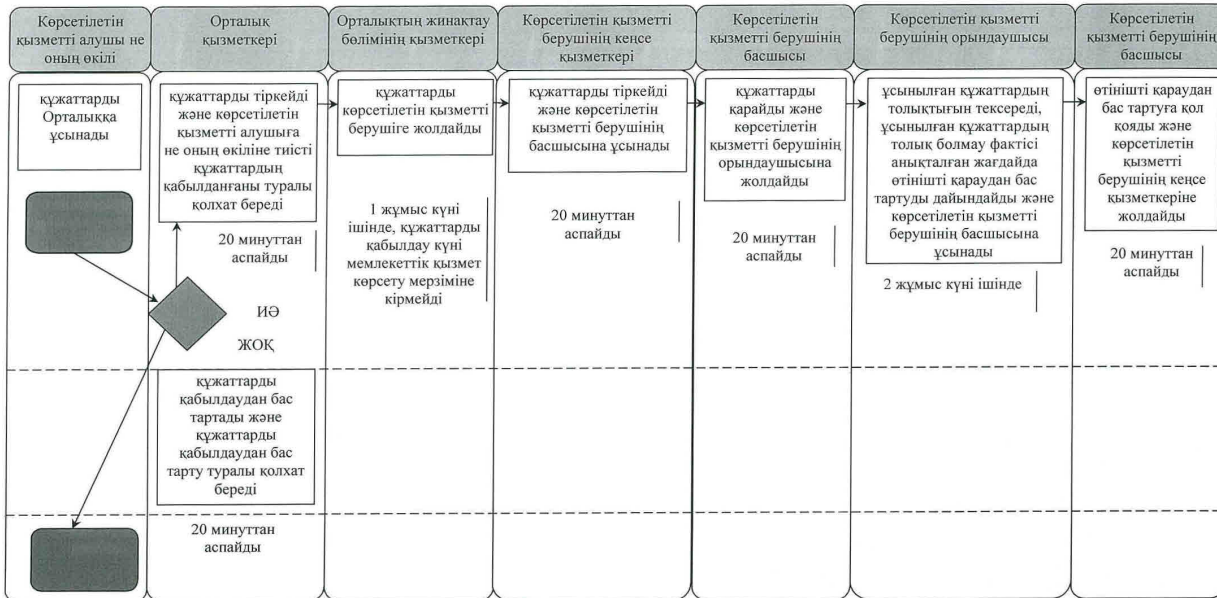 Көрсетілетін
қызметті алушы не
оның өкілі
Орталық
қызметкері
Орталықтың жинақтау
бөлімінің қызметкері
Көрсетілетін қызметті
берушінің кеңсе
қызметкері
Көрсетілетін
қызметті берушінің
басшысы
Көрсетілетін қызметті
берушінің орындаушысы
Көрсетілетін
қызметті берушінің
басшысы
құжаттарды
Орталыққа
ұсынады
құжаттарды тіркейді
және көрсетілетін
қызметті алушыға
не оның өкіліне тиісті
құжаттардың
қабылданғаны туралы
қолхат береді
20 минуттан
аспайды
ИӘ
ЖОҚ
құжаттарды
қабылдаудан бас
тартады және
құжаттарды
қабылдаудан бас
тарту туралы қолхат
береді
20 минуттан
аспайды
құжаттарды
көрсетілетін қызметті
берушіге жолдайды
1 жұмыс күні
ішінде, құжаттарды
қабылдау күні
мемлекеттік қызмет
көрсету мерзіміне
кірмейді
құжаттарды тіркейді
және көрсетілетін
қызметті берушінің
басшысына ұсынады
20 минуттан
аспайды
құжаттарды
қарайды және
көрсетілетін
қызметті берушінің
орындаушысына
жолдайды
20 минуттан
аспайды
ұсынылған құжаттардың
толықтығын тексереді,
ұсынылған құжаттардың
толық болмау фактісі
анықталған жағдайда
өтінішті қараудан бас
тартуды дайындайды және
көрсетілетін қызметті
берушінің басшысына
ұсынады
2 жұмыс күні ішінде
өтінішті қараудан
бас тартуға қол
қояды және
көрсетілетін
қызметті
берушінің кеңсе
қызметкеріне
жолдайды
20 минуттан
аспайды